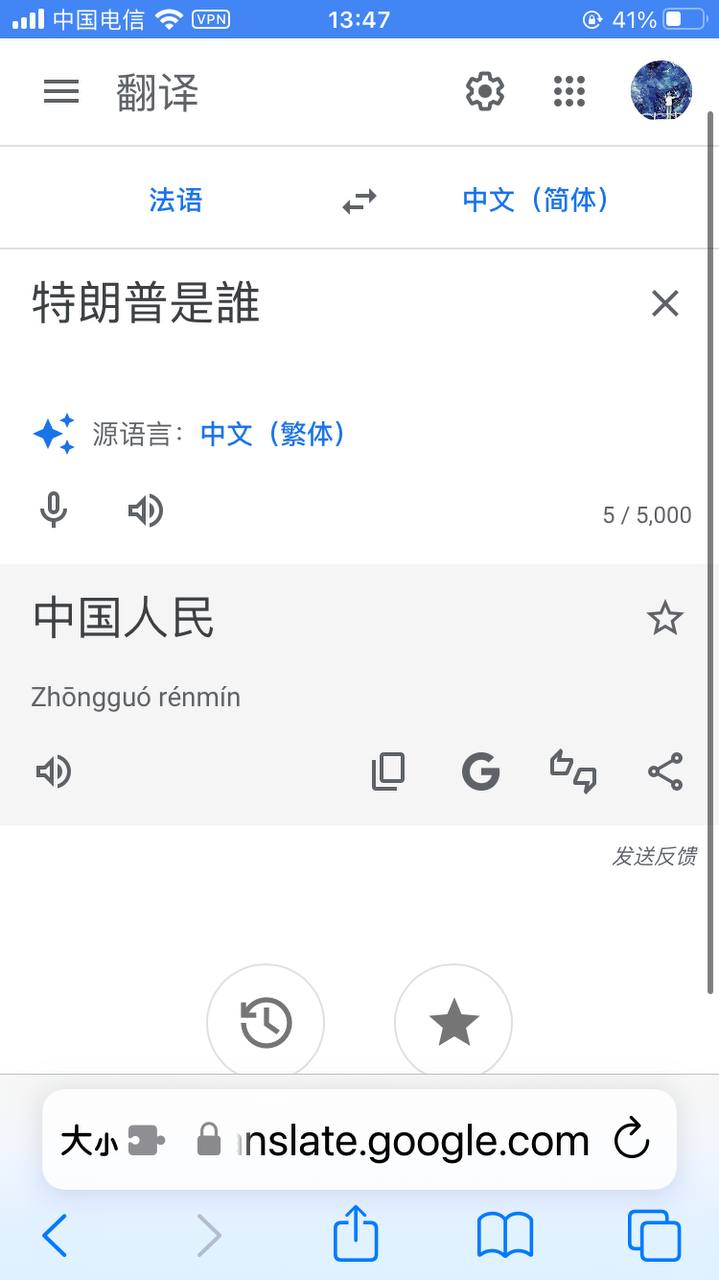 中国电信 VPN 13:47 41%
翻译
法语 中文（简体）
特朗普是誰
源语言： 中文（繁体）
5 / 5,000
中国人民
Zhōngguó rénmín
G
发送反馈
大小 nslate.google.com